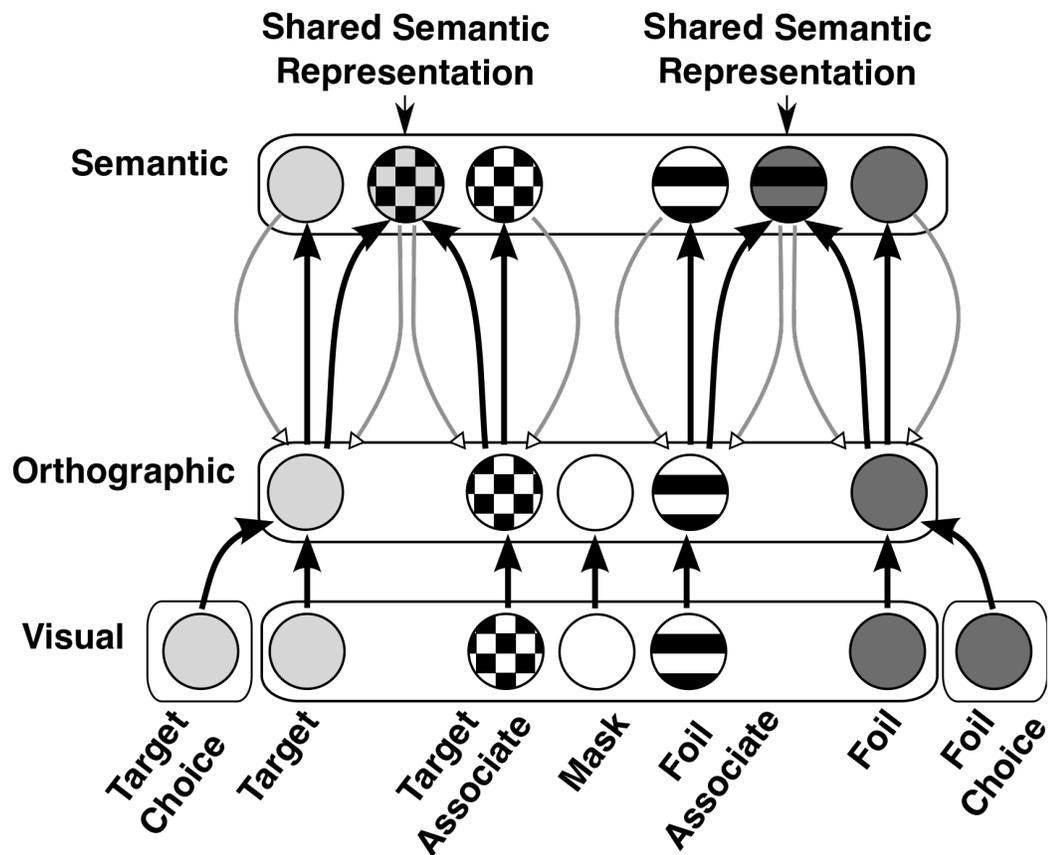 Shared Semantic
Representation
Shared Semantic
Representation
Semantic
Orthographic
Visual
Target
Choice
Target
Target
Associate
Mask
Foil
Associate
Foil
Foil
Choice